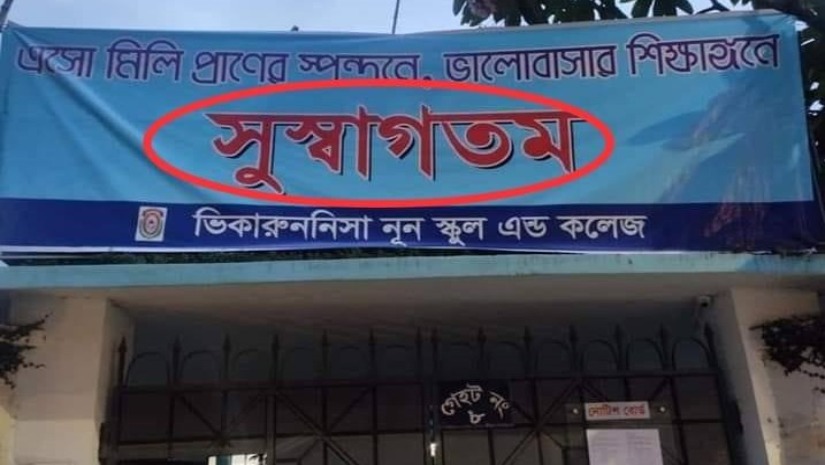 এসো মিলি প্রাণের স্পন্দনে, ভালোবাসার শিক্ষাঙ্গনে
সুস্বাগতম
ভিকারুননিসা নূন স্কুল এন্ড কলেজ
গেইট নং
৮
নোটিশ বোর্ড